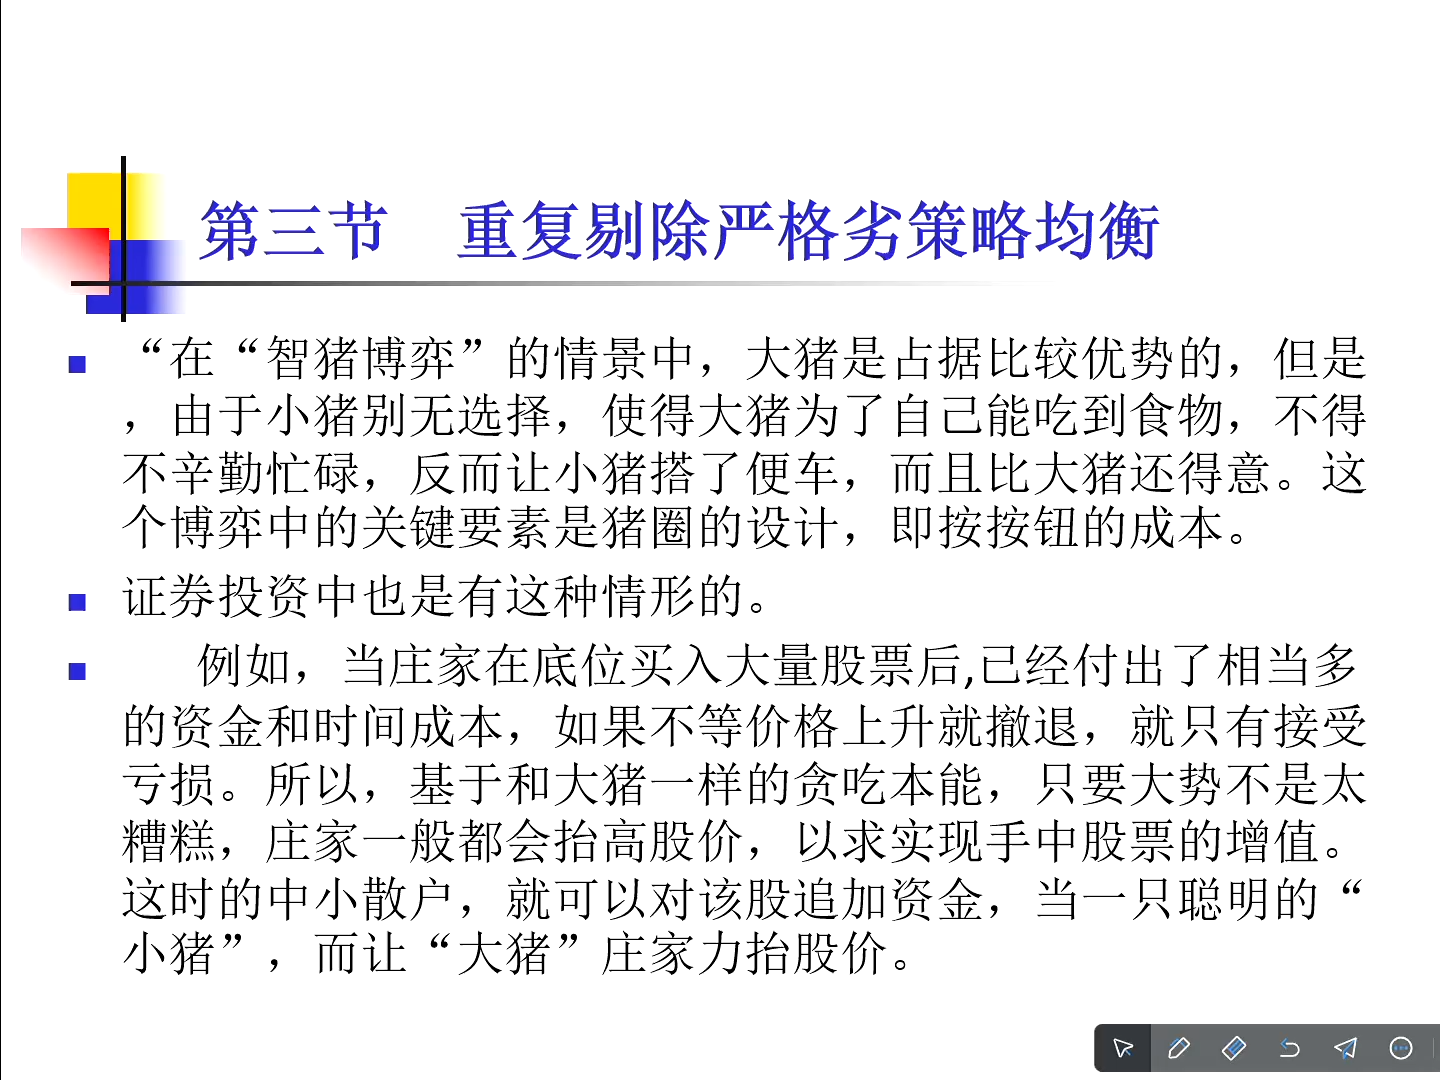 第三节　重复剔除严格劣策略均衡
“在“智猪博弈”的情景中，大猪是占据比较优势的，但是
，由于小猪别无选择，使得大猪为了自己能吃到食物，不得
不辛勤忙碌，反而让小猪搭了便车，而且比大猪还得意。这
个博弈中的关键要素是猪圈的设计，即按按钮的成本。
证券投资中也是有这种情形的。
例如，当庄家在底位买入大量股票后,已经付出了相当多
的资金和时间成本，如果不等价格上升就撤退，就只有接受
亏损。所以，基于和大猪一样的贪吃本能，只要大势不是太
糟糕，庄家一般都会抬高股价，以求实现手中股票的增值。
这时的中小散户，就可以对该股追加资金，当一只聪明的“
小猪”，而让“大猪”庄家力抬股价。